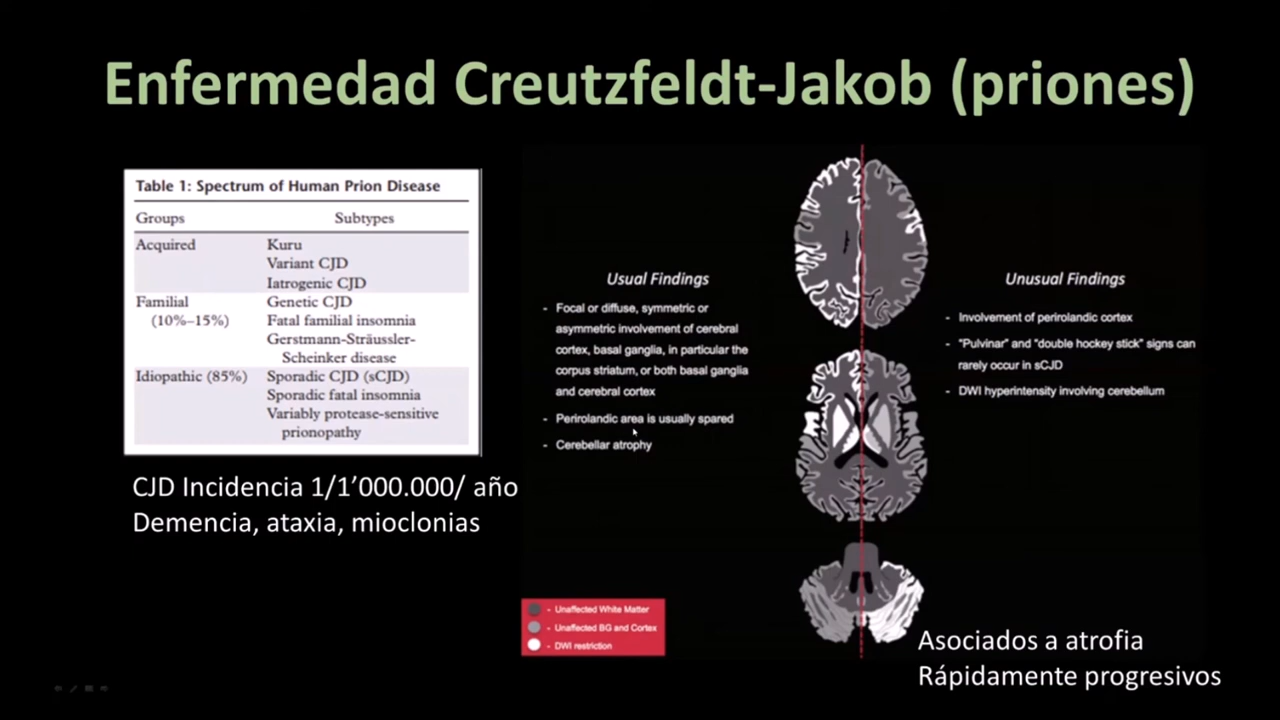 Enfermedad Creutzfeldt-Jakob (priones)
Table 1: Spectrum of Human Prion Disease
Groups Subtypes
Acquired Kuru
Variant CJD
Iatrogenic CJD
Familial Genetic CJD
(10%–15%) Fatal familial insomnia
Gerstmann-Sträussler-
Scheinker disease
Idiopathic (85%) Sporadic CJD (sCJD)
Sporadic fatal insomnia
Variably protease-sensitive
prionopathy
CJD Incidencia 1/1’000.000/ año
Demencia, ataxia, mioclonias
Usual Findings
- Focal or diffuse, symmetric or
asymmetric involvement of cerebral
cortex, basal ganglia, in particular the
corpus striatum, or both basal ganglia
and cerebral cortex
- Perirolandic area is usually spared
- Cerebellar atrophy
Unusual Findings
- Involvement of perirolandic cortex
- “Pulvinar” and “double hockey stick” signs can
rarely occur in sCJD
- DWI hyperintensity involving cerebellum
- Unaffected White Matter
- Unaffected BG and Cortex
- DWI restriction
Asociados a atrofia
Rápidamente progresivos